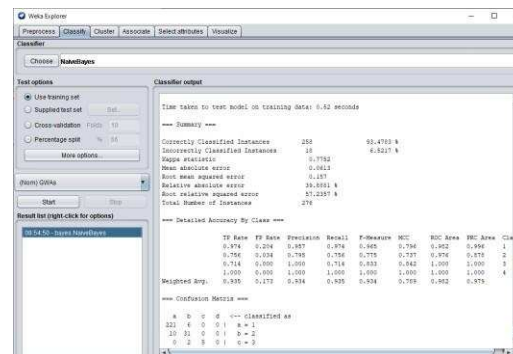 Weka Explorer
Preprocess Classify Cluster Associate Select attributes Visualize
Classifier
Choose NaiveBayes
Test options
Use training set
Supplied test set Set...
Cross-validation Folds 10
Percentage split % 66
More options...
(Nom)
Start Stop
Result list (right-click for options)
08:54:50 - bayes.NaiveBayes
Classifier output
Time taken to test model on training data: 0.62 seconds
=== Summary ===
Correctly Classified Instances 258 93.4783 %
Incorrectly Classified Instances 18 6.5217 %
Kappa statistic 0.7752
Mean absolute error 0.0613
Root mean squared error 0.157
Relative absolute error %
Root relative squared error 57.2357 %
Total Number of Instances 276
=== Detailed Accuracy By Class ===
TP Rate FP Rate Precision Recall F-Measure MCC ROC Area PRC Area Cla
0.974 0.204 0.957 0.974 0.965 0.796 0.952 0.996 1
0.756 0.034 0.795 0.756 0.775 0.737 0.976 0.878 2
0.714 0.000 1.000 0.714 0.833 0.842 1.000 1.000 3
1.000 0.000 1.000 1.000 1.000 1.000 1.000 1.000 4
Weighted Avg. 0.935 0.173 0.934 0.935 0.934 0.789 0.952 0.979
=== Confusion Matrix ===
a b c d <-- classified as
221 6 0 0 | a = 1
10 31 0 0 | b = 2
0 2 5 0 | c = 3